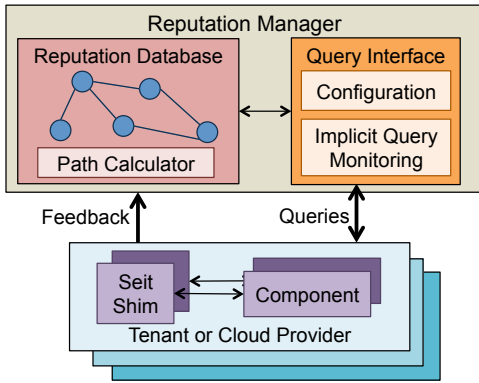 Reputation Manager
Reputation Database
Path Calculator
Query Interface
Configuration
Implicit Query
Monitoring
Feedback
Queries
Seit
Shim
Component
Tenant or Cloud Provider